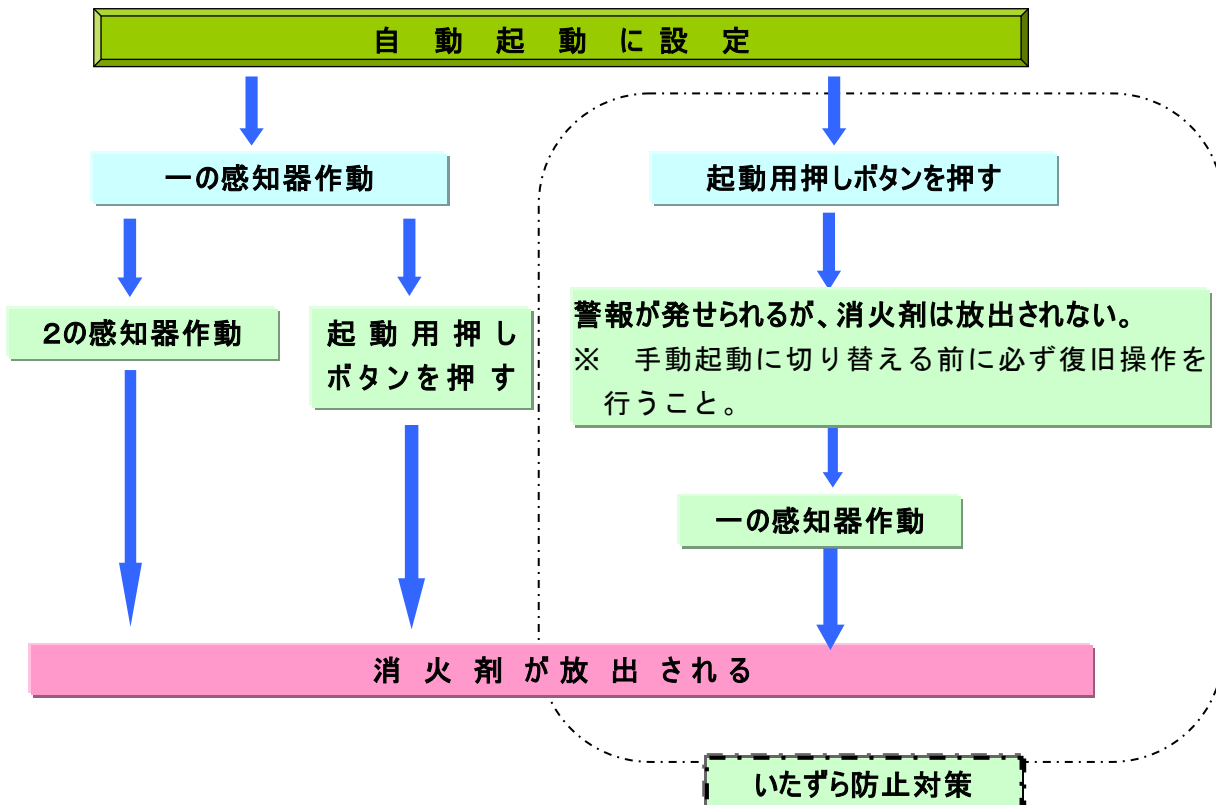 自動起動に設定
一の感知器作動
起動用押しボタンを押す
2の感知器作動
起動用押し
ボタンを押す
警報が発せられるが、消火剤は放出されない。
※ 手動起動に切り替える前に必ず復旧操作を
行うこと。
一の感知器作動
消火剤が放出される
いたずら防止対策